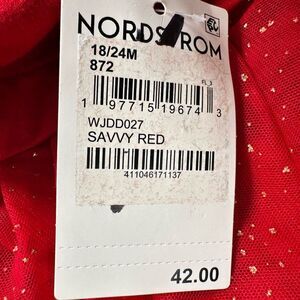 NORDSTROM
18/24M
872
1 97715 19674 3
WJDD027
SAVVY RED
411046171137
42.00